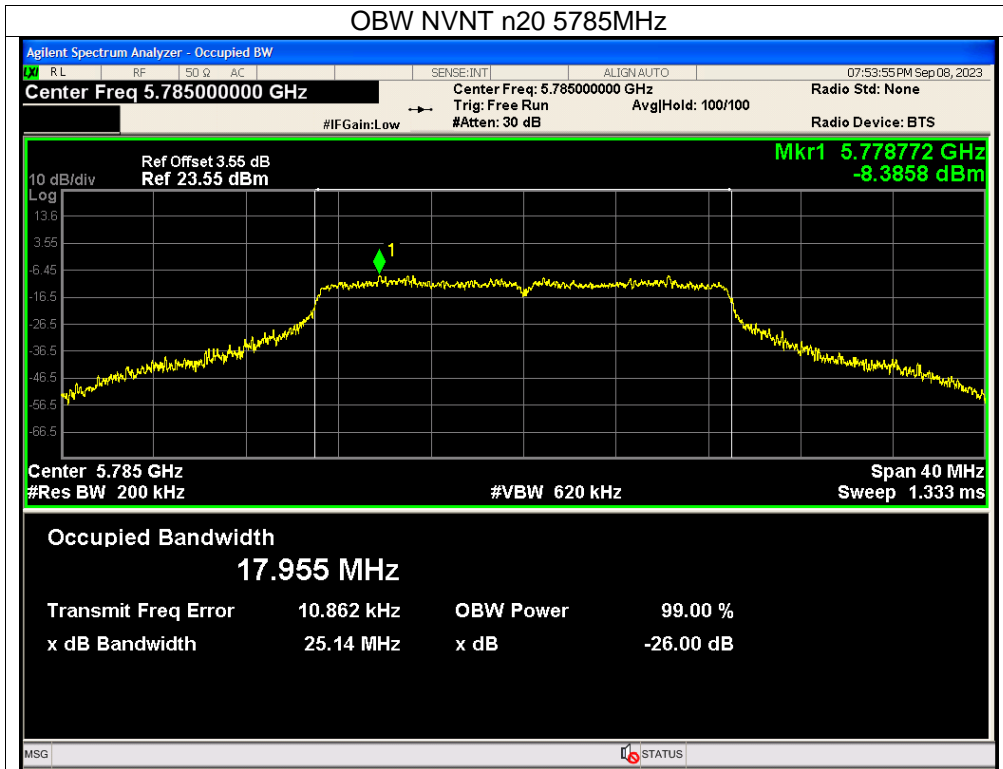 OBW NVNT n20 5785MHz
Agilent Spectrum Analyzer - Occupied BW
LXI RL RF 50 Ω AC SENSE:INT ALIGN AUTO 07:53:55 PM Sep 08, 2023
Center Freq 5.785000000 GHz Center Freq: 5.785000000 GHz Radio Std: None
Trig: Free Run Avg|Hold: 100/100
#IFGain:Low #Atten: 30 dB Radio Device: BTS
Mkr1 5.778772 GHz
Ref Offset 3.55 dB
10 dB/div Ref 23.55 dBm -8.3858 dBm
Log
13.6
3.55
1
-6.45
-16.5
-26.5
-36.5
-46.5
-56.5
-66.5
Center 5.785 GHz Span 40 MHz
#Res BW 200 kHz #VBW 620 kHz Sweep 1.333 ms
Occupied Bandwidth
17.955 MHz
Transmit Freq Error 10.862 kHz OBW Power 99.00 %
x dB Bandwidth 25.14 MHz x dB -26.00 dB
MSG STATUS